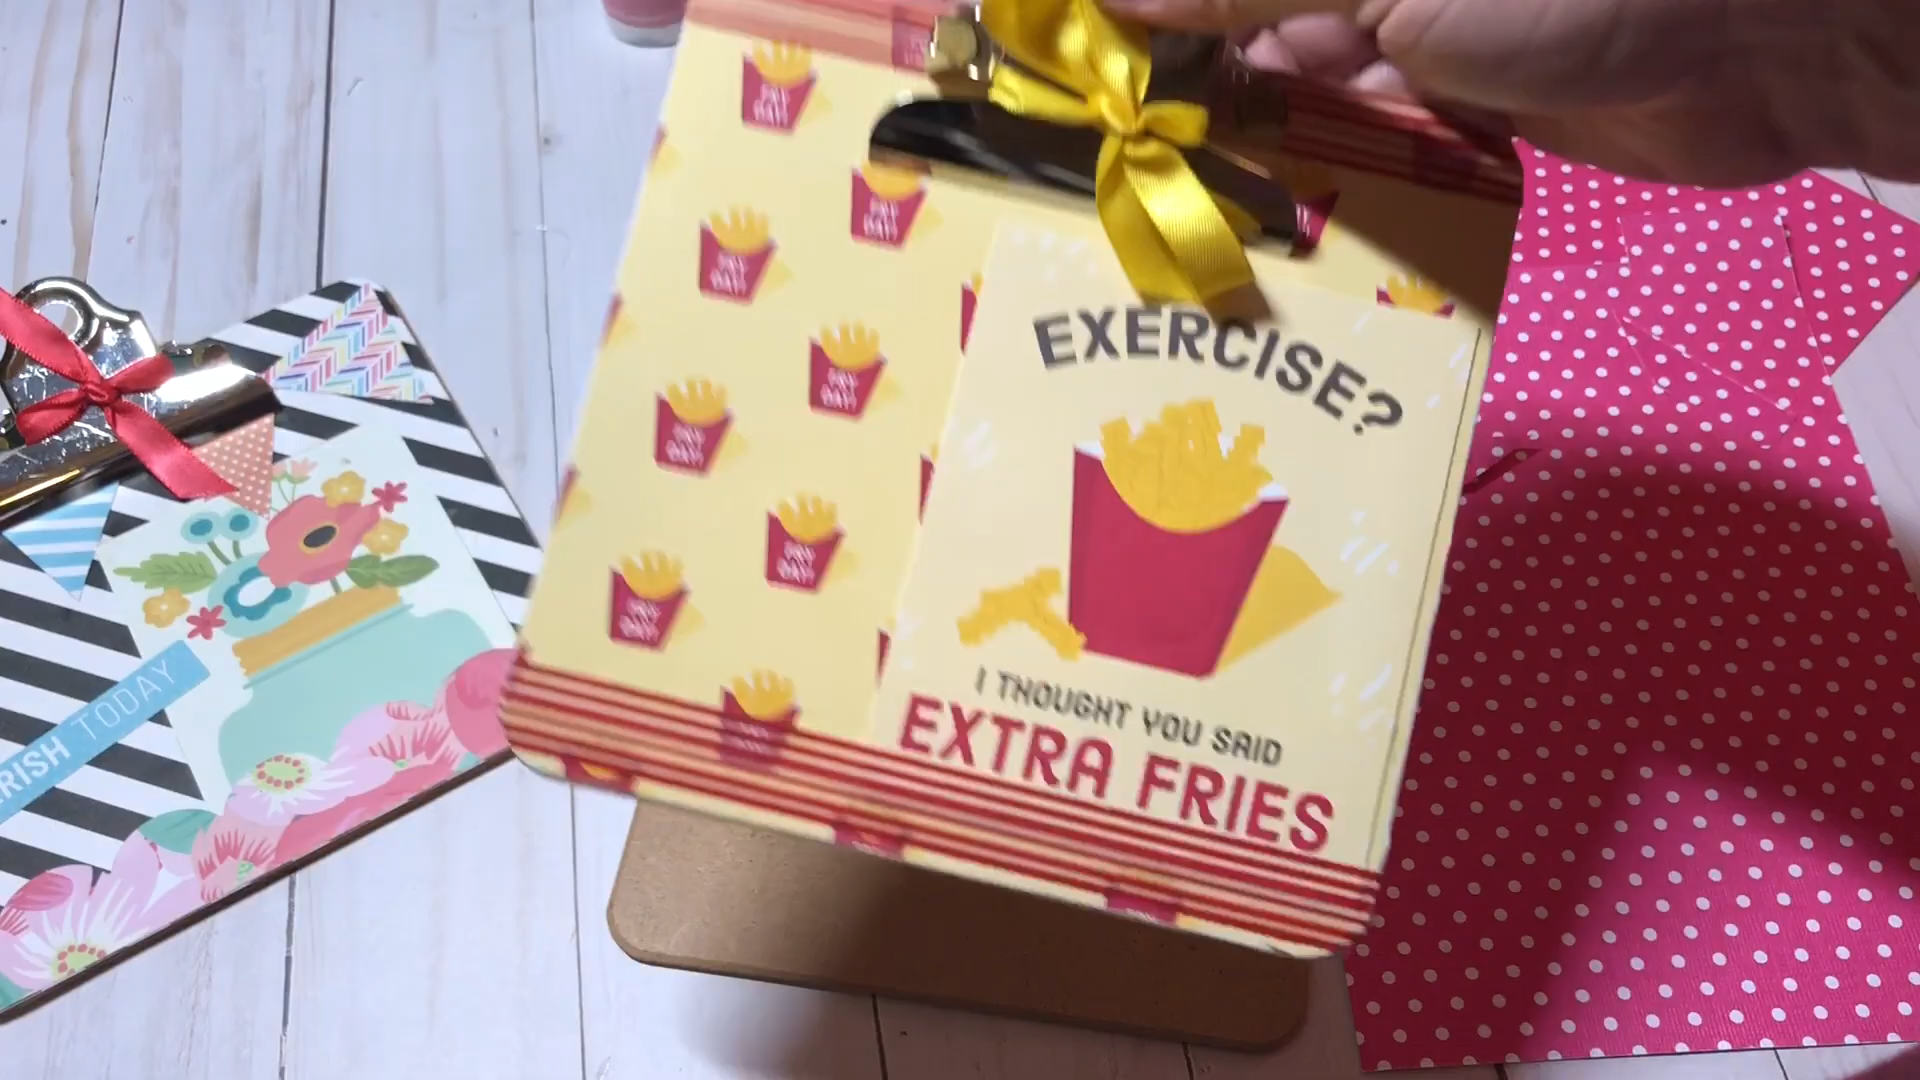 EXERCISE?
I THOUGHT YOU SAID
EXTRA FRIES
RISH TODAY